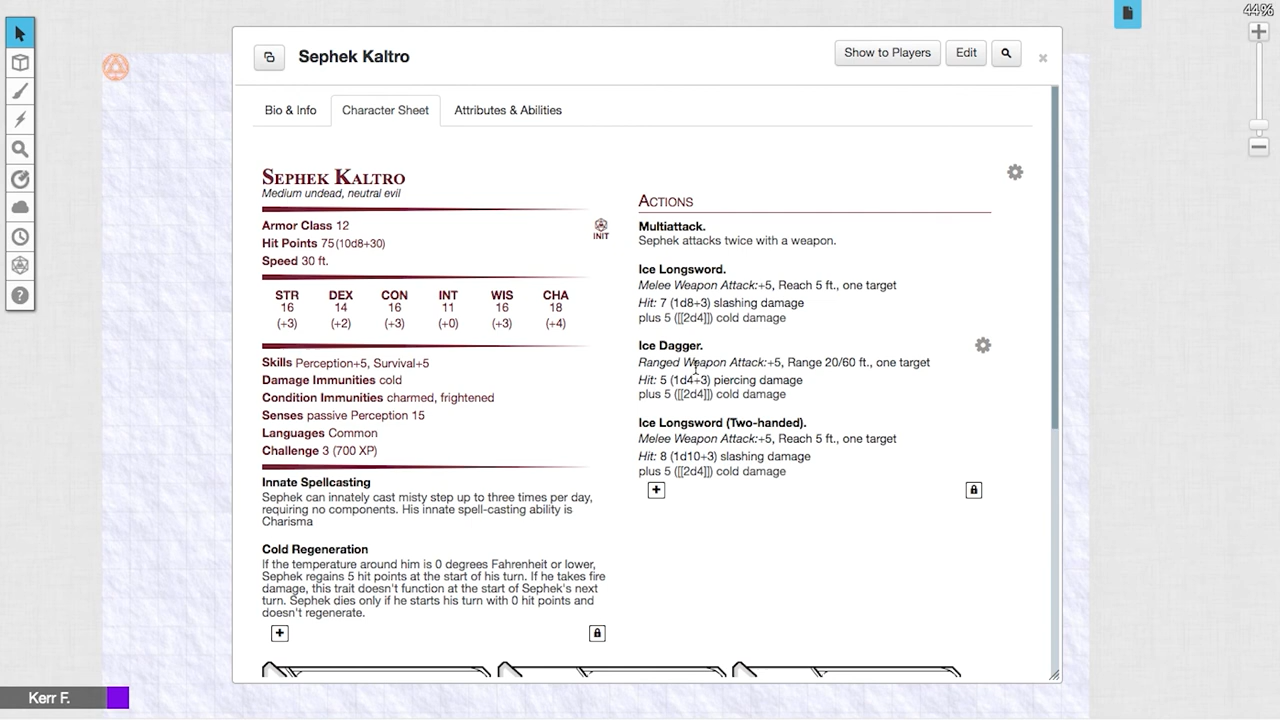 44%
Sephek Kaltro
Show to Players
Edit
Bio & Info
Character Sheet
Attributes & Abilities
SEPHEK KALTRO
Medium undead, neutral evil
Armor Class 12
Hit Points 75(10d8+30)
Speed 30 ft.
INIT
STR DEX CON INT WIS CHA
16 14 16 11 16 18
(+3) (+2) (+3) (+0) (+3) (+4)
Skills Perception+5, Survival+5
Damage Immunities cold
Condition Immunities charmed, frightened
Senses passive Perception 15
Languages Common
Challenge 3 (700 XP)
Innate Spellcasting
Sephek can innately cast misty step up to three times per day,
requiring no components. His innate spell-casting ability is
Charisma
Cold Regeneration
If the temperature around him is 0 degrees Fahrenheit or lower,
Sephek regains 5 hit points at the start of his turn. If he takes fire
damage, this trait doesn't function at the start of Sephek's next
turn. Sephek dies only if he starts his turn with 0 hit points and
doesn't regenerate.
ACTIONS
Multiattack.
Sephek attacks twice with a weapon.
Ice Longsword.
Melee Weapon Attack:+5, Reach 5 ft., one target
Hit: 7 (1d8+3) slashing damage
plus 5 ([[2d4]]) cold damage
Ice Dagger.
Ranged Weapon Attack:+5, Range 20/60 ft., one target
Hit: 5 (1d4+3) piercing damage
plus 5 ([[2d4]]) cold damage
Ice Longsword (Two-handed).
Melee Weapon Attack:+5, Reach 5 ft., one target
Hit: 8 (1d10+3) slashing damage
plus 5 ([[2d4]]) cold damage
Kerr F.